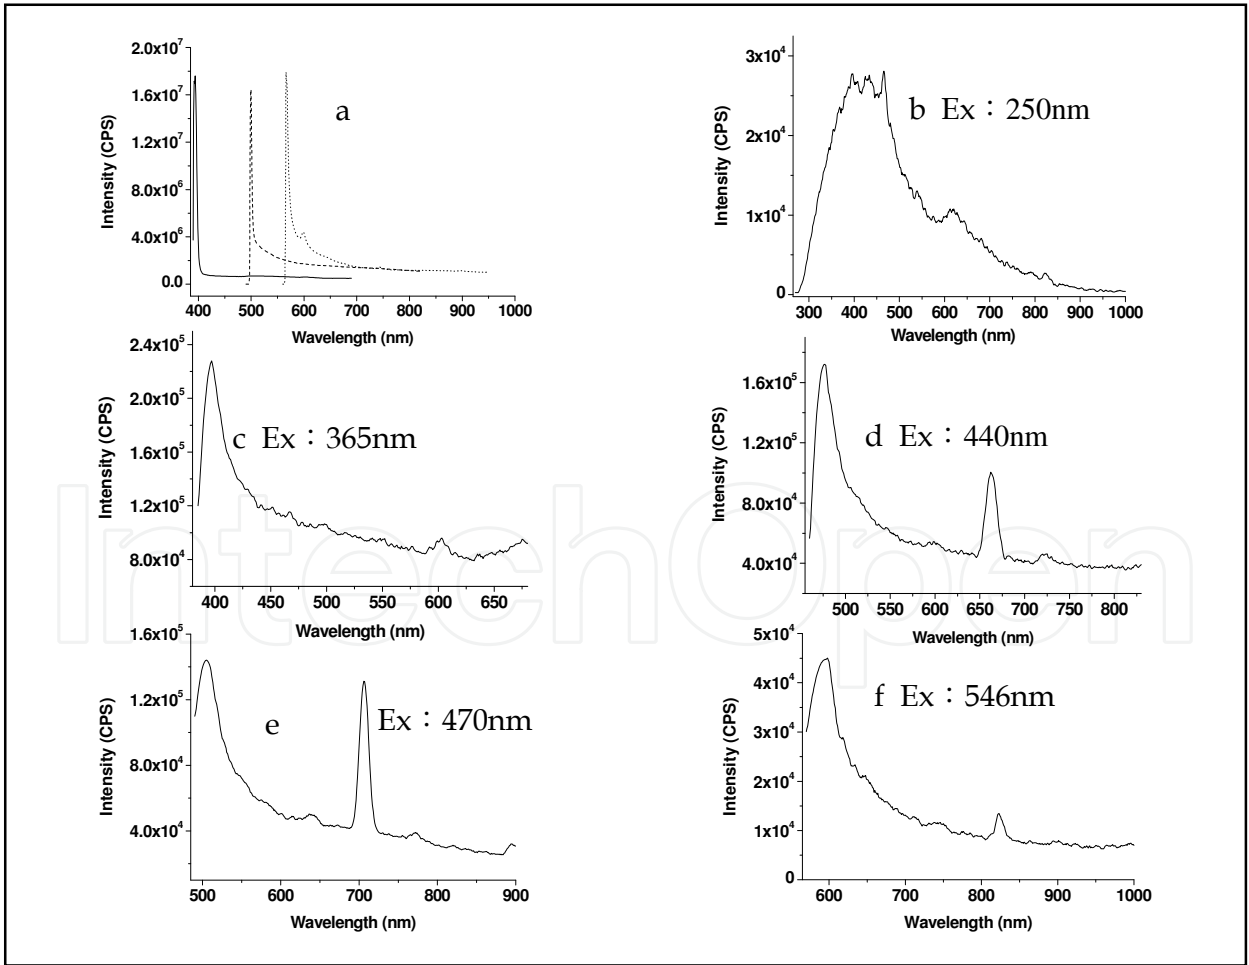 2.0x10⁷
1.6x10⁷
1.2x10⁷
8.0x10⁶
4.0x10⁶
0.0
Intensity (CPS)
a
400 500 600 700 800 900 1000
Wavelength (nm)
3x10⁴
2x10⁴
1x10⁴
0
Intensity (CPS)
b Ex : 250nm
300 400 500 600 700 800 900 1000
Wavelength (nm)
2.4x10⁵
2.0x10⁵
1.6x10⁵
1.2x10⁵
8.0x10⁴
Intensity (CPS)
c Ex : 365nm
400 450 500 550 600 650
Wavelength (nm)
1.6x10⁵
1.2x10⁵
8.0x10⁴
4.0x10⁴
Intensity (CPS)
d Ex : 440nm
500 550 600 650 700 750 800
Wavelength (nm)
1.6x10⁵
1.2x10⁵
8.0x10⁴
4.0x10⁴
Intensity (CPS)
e Ex : 470nm
500 600 700 800 900
Wavelength (nm)
5x10⁴
4x10⁴
3x10⁴
2x10⁴
1x10⁴
0
Intensity (CPS)
f Ex : 546nm
600 700 800 900 1000
Wavelength (nm)
IntechOpen